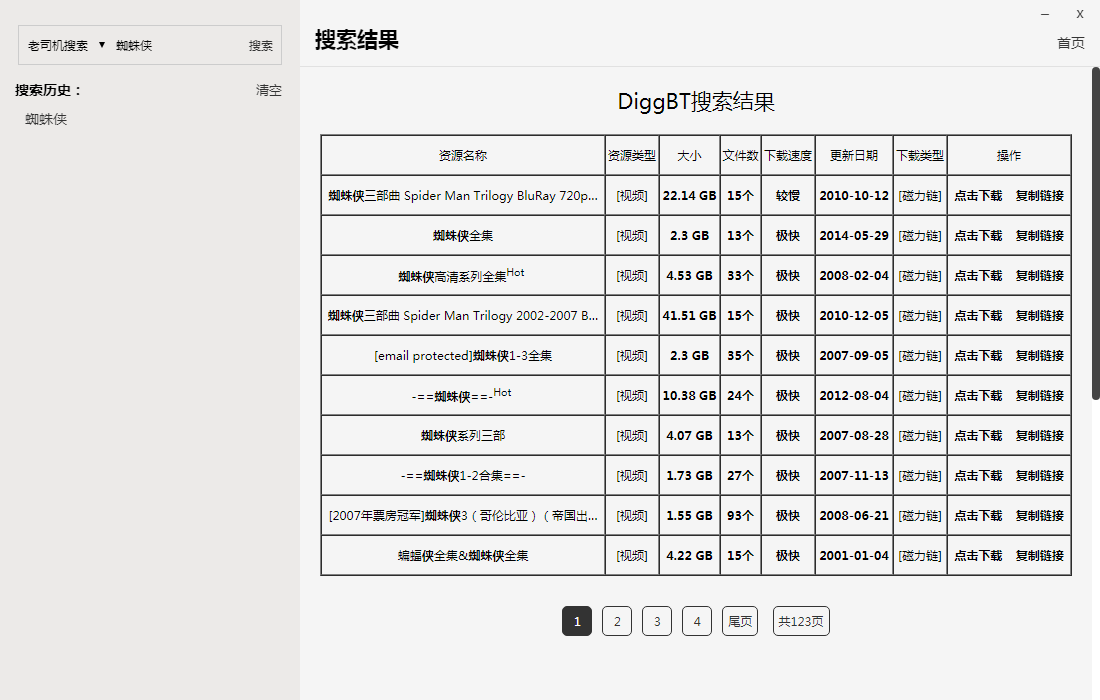 老司机搜索 ▼ 蜘蛛侠 搜索
搜索历史： 清空
蜘蛛侠
– X
搜索结果
首页
DiggBT搜索结果
资源名称 资源类型 大小 文件数 下载速度 更新日期 下载类型 操作
蜘蛛侠三部曲 Spider Man Trilogy BluRay 720p... [视频] 22.14 GB 15个 较慢 2010-10-12 [磁力链] 点击下载 复制链接
蜘蛛侠全集 [视频] 2.3 GB 13个 极快 2014-05-29 [磁力链] 点击下载 复制链接
蜘蛛侠高清系列全集Hot [视频] 4.53 GB 33个 极快 2008-02-04 [磁力链] 点击下载 复制链接
蜘蛛侠三部曲 Spider Man Trilogy 2002-2007 B... [视频] 41.51 GB 15个 极快 2010-12-05 [磁力链] 点击下载 复制链接
[email protected]蜘蛛侠1-3全集 [视频] 2.3 GB 35个 极快 2007-09-05 [磁力链] 点击下载 复制链接
-==蜘蛛侠==-Hot [视频] 10.38 GB 24个 极快 2012-08-04 [磁力链] 点击下载 复制链接
蜘蛛侠系列三部 [视频] 4.07 GB 13个 极快 2007-08-28 [磁力链] 点击下载 复制链接
-==蜘蛛侠1-2合集==- [视频] 1.73 GB 27个 极快 2007-11-13 [磁力链] 点击下载 复制链接
[2007年票房冠军]蜘蛛侠3（哥伦比亚）（帝国出... [视频] 1.55 GB 93个 极快 2008-06-21 [磁力链] 点击下载 复制链接
蝙蝠侠全集&蜘蛛侠全集 [视频] 4.22 GB 15个 极快 2001-01-04 [磁力链] 点击下载 复制链接
1 2 3 4 尾页 共123页